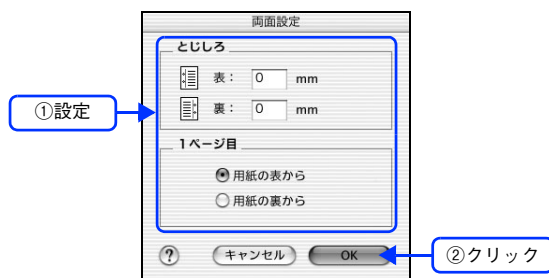 両面設定
とじしろ
表： 0 mm
①設定
裏： 0 mm
1ページ目
用紙の表から
用紙の裏から
? キャンセル OK
②クリック